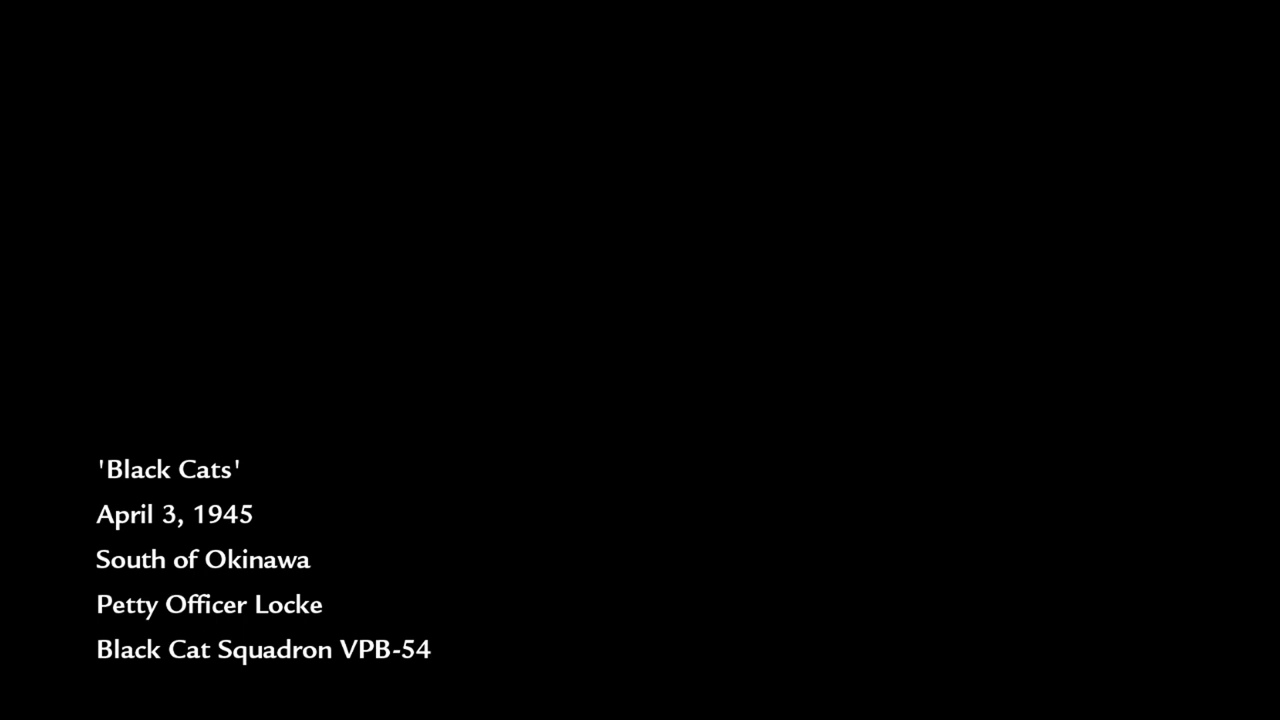 'Black Cats'
April 3, 1945
South of Okinawa
Petty Officer Locke
Black Cat Squadron VPB-54